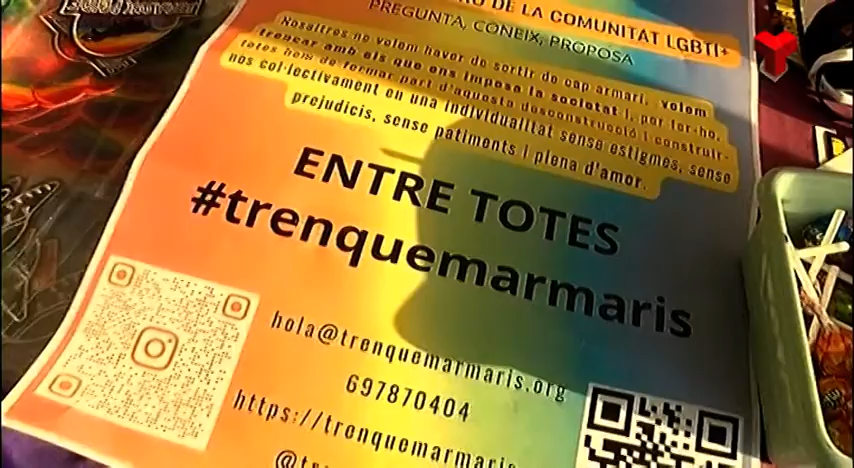 DE LA COMUNITAT LGBTI+
PREGUNTA, CONEIX, PROPOSA
Nosaltres no volem haver de sortir de cap armari, volem
trencar amb els que ens imposa la societat i, per fer-ho,
totes hem de formar part d'aquesta desconstrucció i construir-
nos col·lectivament en una individualitat sense estigmes, sense
prejudicis, sense patiments i plena d'amor.
ENTRE TOTES
#trenquemarmaris
hola@trenquemarmaris.org
697870404
https://trenquemarmaris